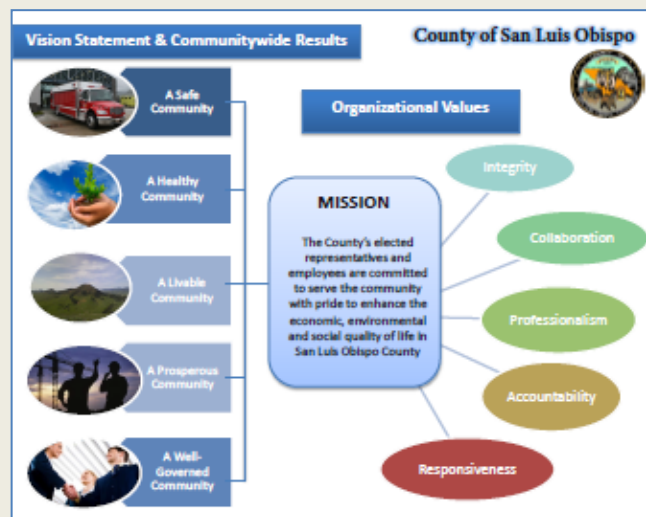 Vision Statement & Communitywide Results
County of San Luis Obispo
A Safe
Community
A Healthy
Community
A Livable
Community
A Prosperous
Community
A Well-
Governed
Community
MISSION
The County's elected
representatives and
employees are committed
to serve the community
with pride to enhance the
economic, environmental
and social quality of life in
San Luis Obispo County
Organizational Values
Integrity
Collaboration
Professionalism
Accountability
Responsiveness